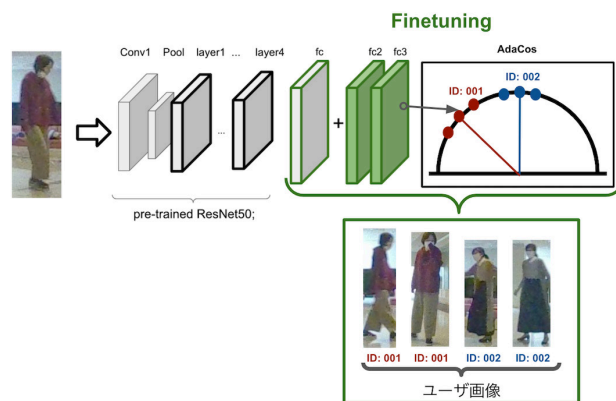 Finetuning
Conv1 Pool layer1 ... layer4 fc fc2 fc3 AdaCos
ID: 001
ID: 002
...
+
pre-trained ResNet50;
ID: 001 ID: 001 ID: 002 ID: 002
ユーザ画像